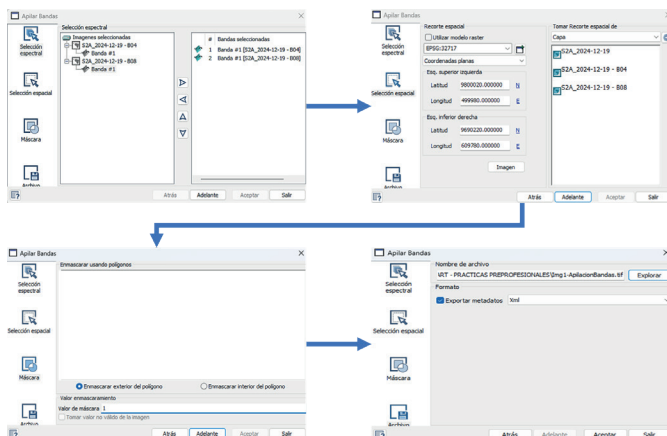 Apilar Bandas
Selección espectral
Selección espectral
Selección espacial
Máscara
Archivo
Imagenes seleccionadas
S2A_2024-12-19 - B04
Banda #1
S2A_2024-12-19 - B08
Banda #1
# Bandas seleccionadas
1 Banda #1 [S2A_2024-12-19 - B04]
2 Banda #1 [S2A_2024-12-19 - B08]
Atrás Adelante Aceptar Salir
Apilar Bandas
Selección espectral
Selección espacial
Máscara
Archivo
Recorte espacial
Utilizar modelo raster
EPSG:32717
Coordenadas planas
Esq. superior izquierda
Latitud 9800020.000000 N
Longitud 499980.000000 E
Esq. inferior derecha
Latitud 9690220.000000 N
Longitud 609780.000000 E
Imagen
Tomar Recorte espacial de
Capa
S2A_2024-12-19
S2A_2024-12-19 - B04
S2A_2024-12-19 - B08
Atrás Adelante Aceptar Salir
Apilar Bandas
Selección espectral
Selección espacial
Máscara
Archivo
Enmascarar usando polígonos
Enmascarar exterior del polígono Enmascarar interior del polígono
Valor enmascaramiento
Valor de máscara 1
Tomar valor no válido de la imagen
Atrás Adelante Aceptar Salir
Apilar Bandas
Selección espectral
Selección espacial
Máscara
Archivo
Nombre de archivo
\RT - PRACTICAS PREPROFESIONALES\Img1-ApilacionBandas.tif Explorar
Formato
Exportar metadatos Xml
Atrás Adelante Aceptar Salir